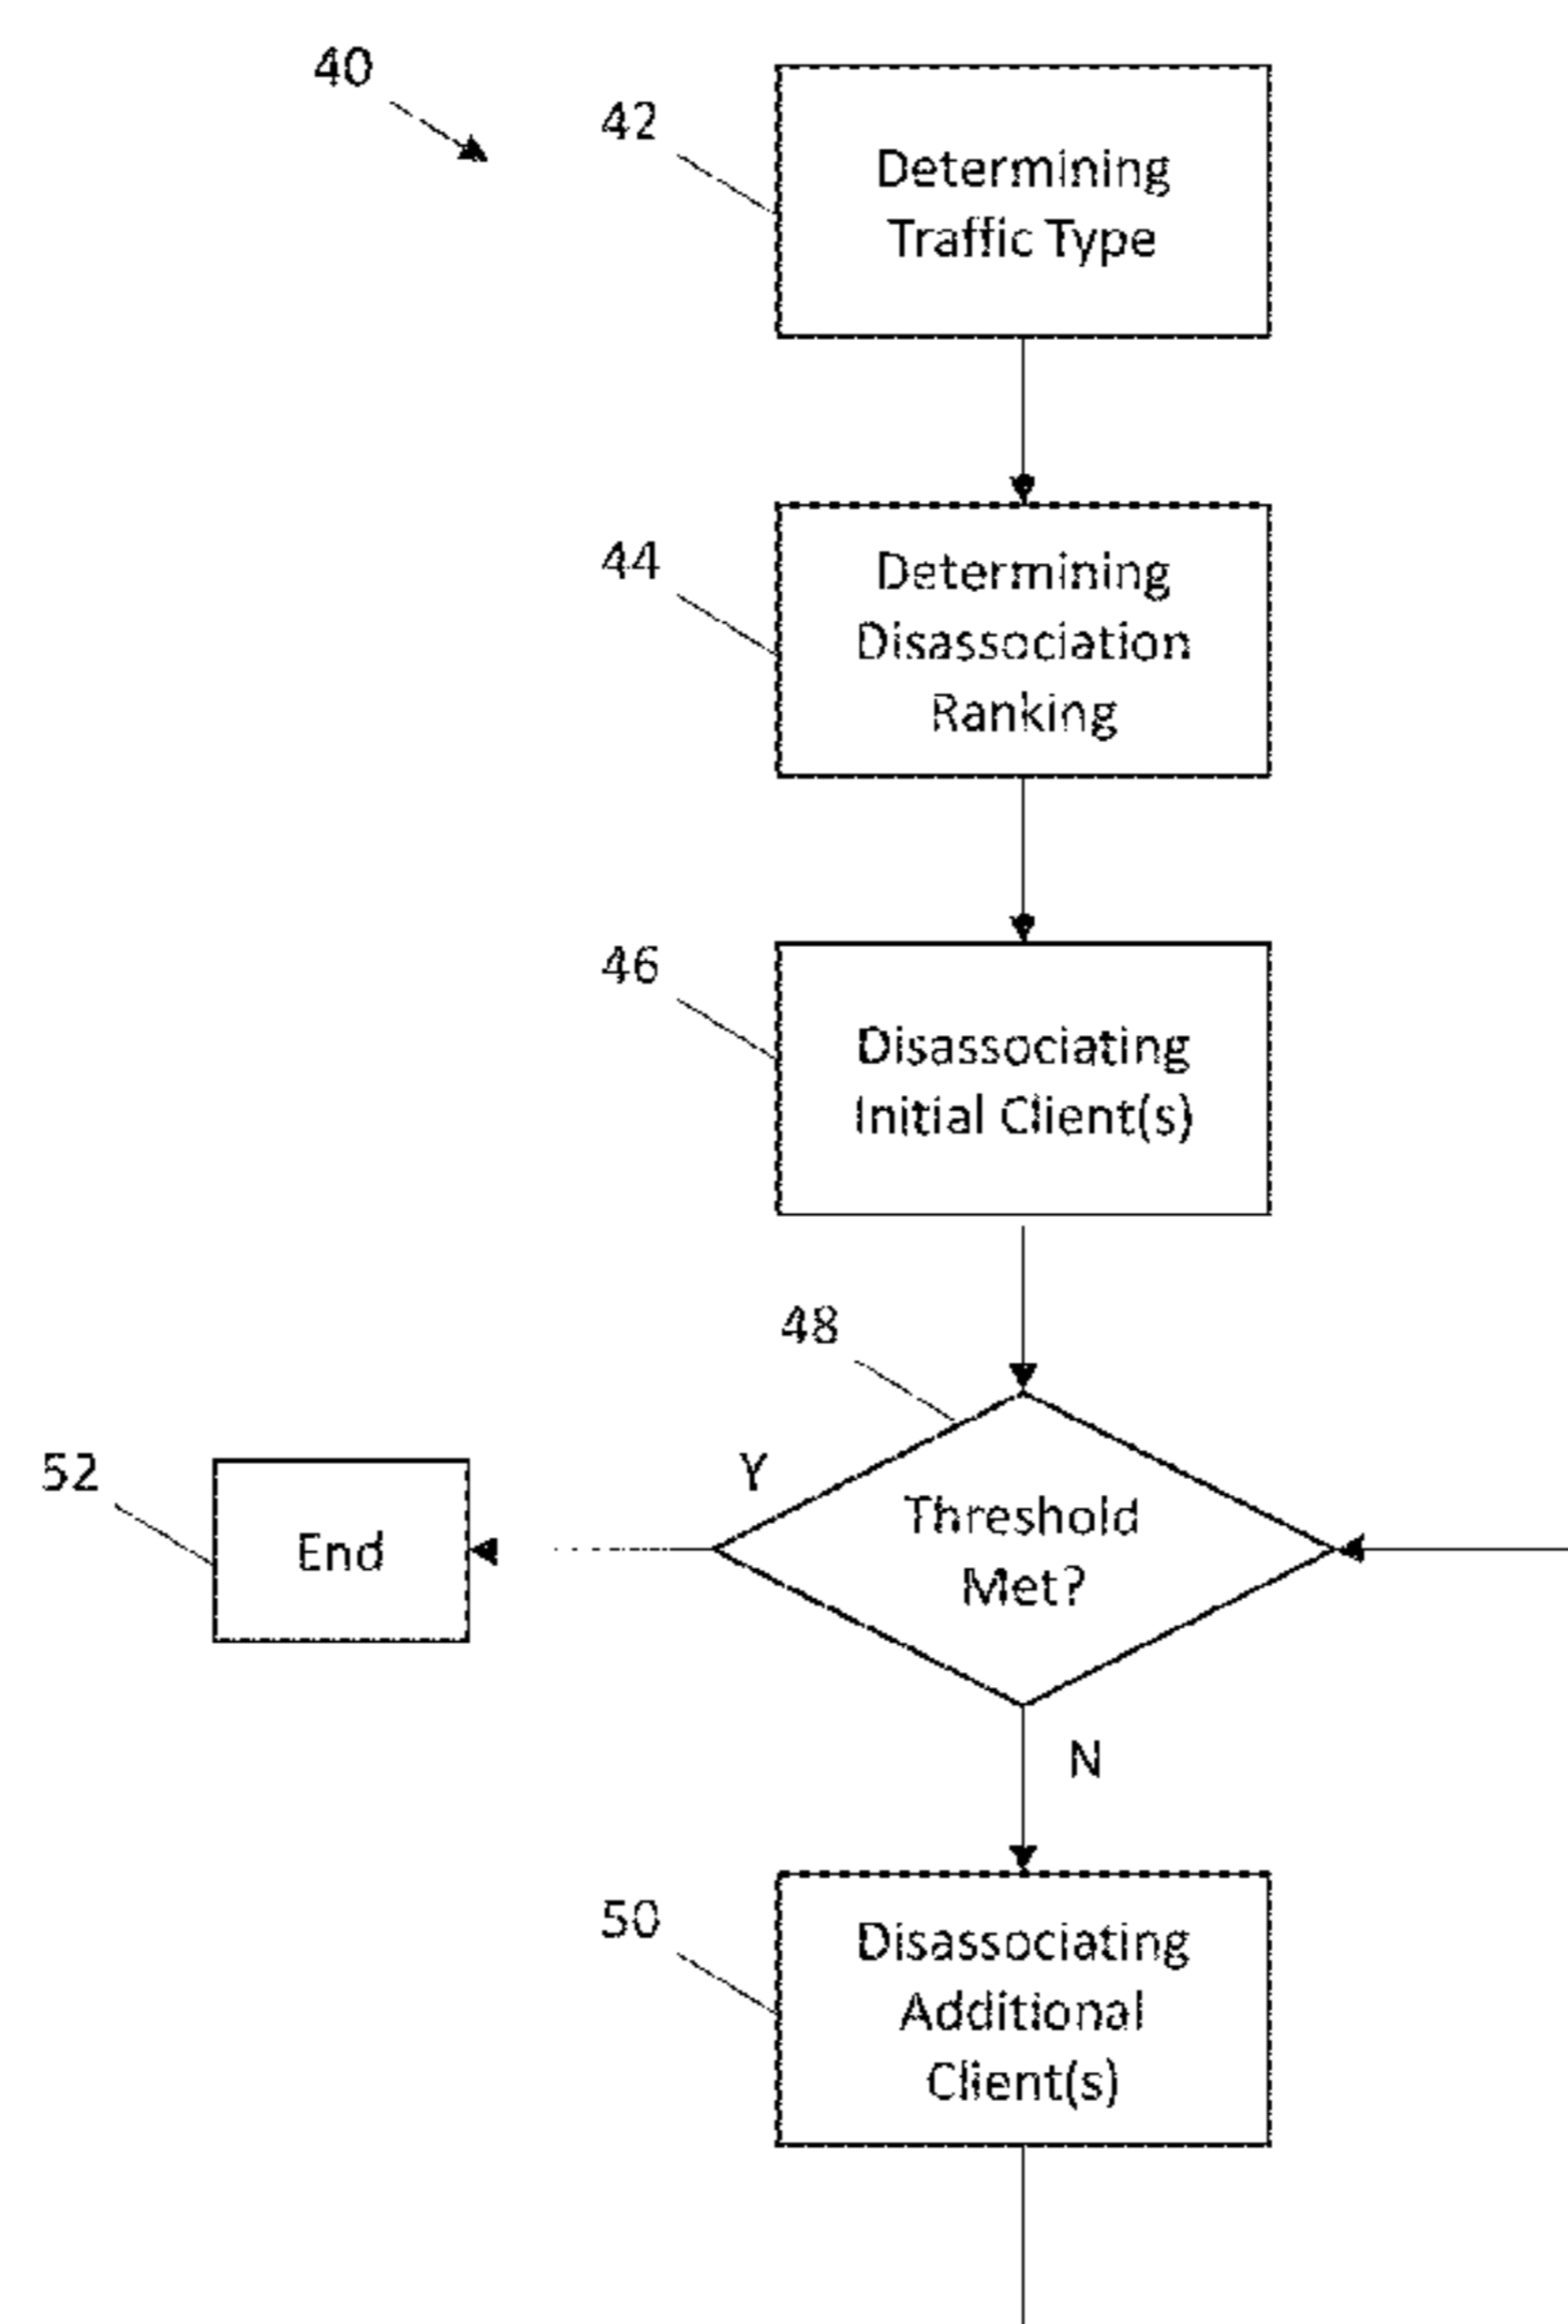 40
42
Determining
Traffic Type
44
Determining
Disassociation
Ranking
46
Disassociating
Initial Client(s)
48
Threshold
Met?
Y
52
End
N
50
Disassociating
Additional
Client(s)